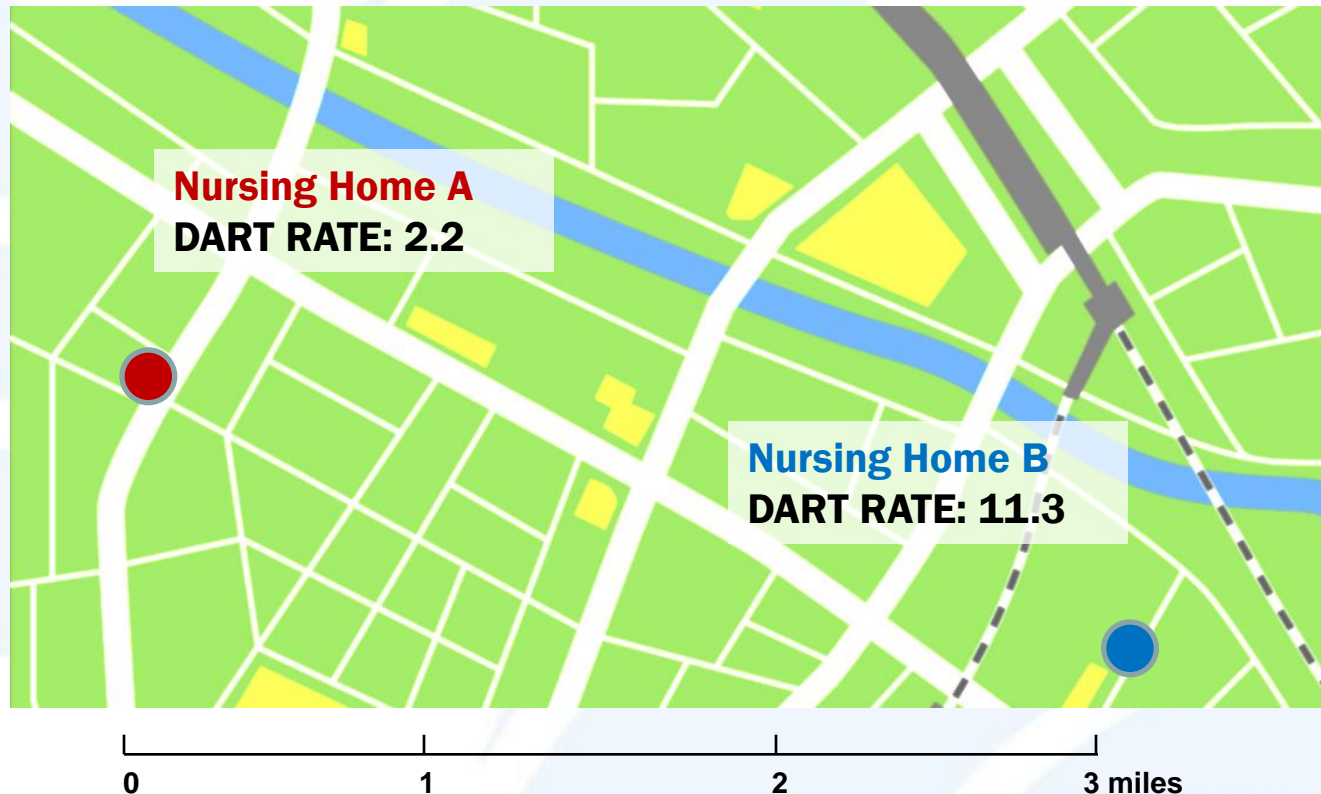 Nursing Home A
DART RATE: 2.2
Nursing Home B
DART RATE: 11.3
0 1 2 3 miles